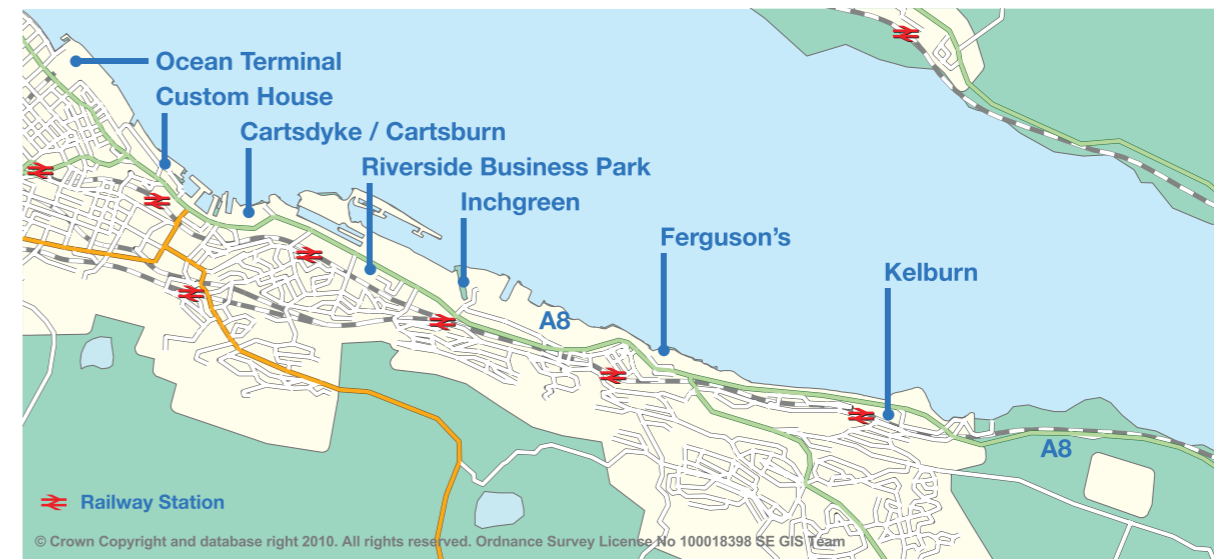 Ocean Terminal
Custom House
Cartsdyke / Cartsburn
Riverside Business Park
Inchgreen
Ferguson's
Kelburn
A8
A8
Railway Station
© Crown Copyright and database right 2010. All rights reserved. Ordnance Survey Licence No 100018398 SE GIS Team